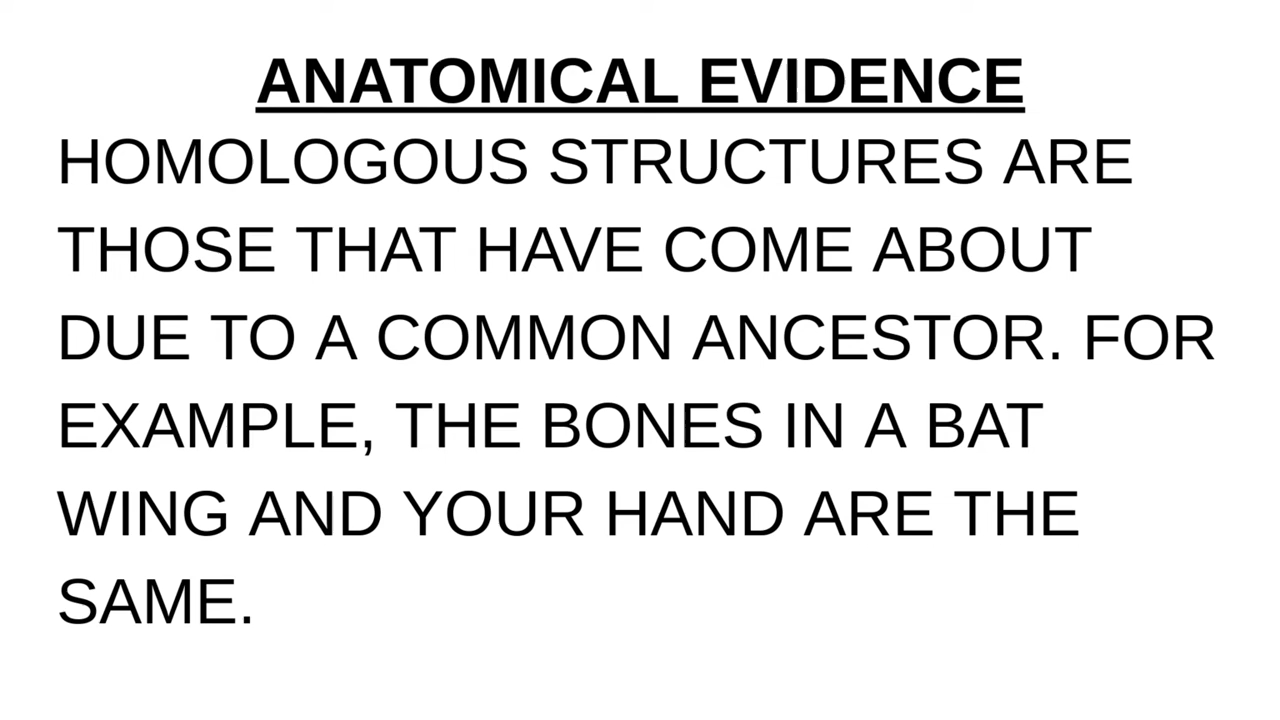 ANATOMICAL EVIDENCE
HOMOLOGOUS STRUCTURES ARE
THOSE THAT HAVE COME ABOUT
DUE TO A COMMON ANCESTOR. FOR
EXAMPLE, THE BONES IN A BAT
WING AND YOUR HAND ARE THE
SAME.